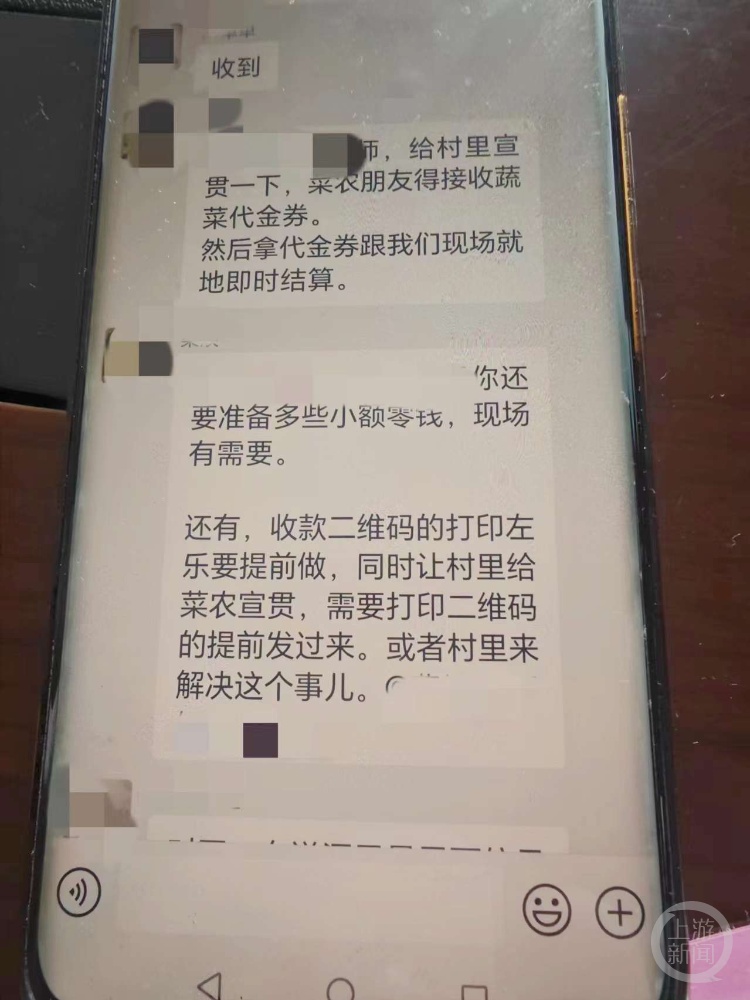 收到
师，给村里宣
贯一下，菜农朋友得接收蔬
菜代金券。
然后拿代金券跟我们现场就
地即时结算。
你还
要准备多些小额零钱，现场
有需要。
还有，收款二维码的打印左
乐要提前做，同时让村里给
菜农宣贯，需要打印二维码
的提前发过来。或者村里来
解决这个事儿。@
上游
新闻